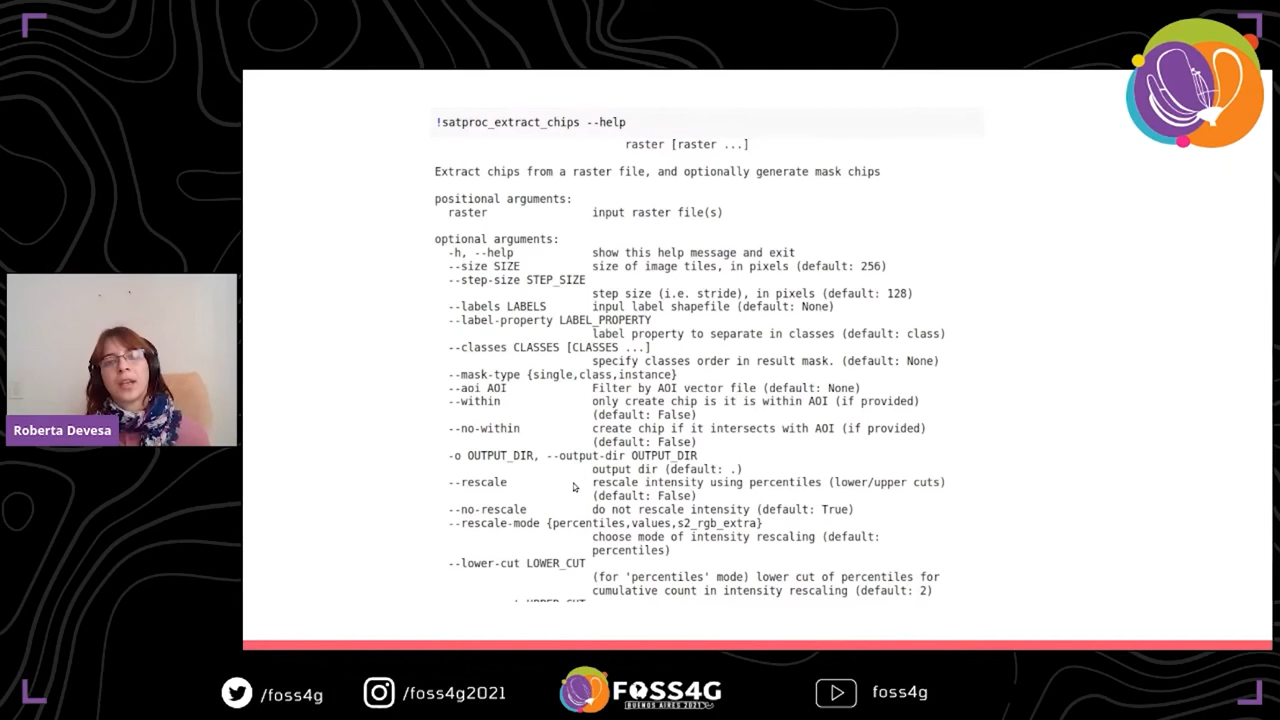 !satproc_extract_chips --help
raster [raster ...]
Extract chips from a raster file, and optionally generate mask chips
positional arguments:
raster input raster file(s)
optional arguments:
-h, --help show this help message and exit
--size SIZE size of image tiles, in pixels (default: 256)
--step-size STEP_SIZE
step size (i.e. stride), in pixels (default: 128)
--labels LABELS input label shapefile (default: None)
--label-property LABEL_PROPERTY
label property to separate in classes (default: class)
--classes CLASSES [CLASSES ...]
specify classes order in result mask. (default: None)
--mask-type {single,class,instance}
--aoi AOI Filter by AOI vector file (default: None)
--within only create chip is it is within AOI (if provided)
(default: False)
--no-within create chip if it intersects with AOI (if provided)
(default: False)
-o OUTPUT_DIR, --output-dir OUTPUT_DIR
output dir (default: .)
--rescale rescale intensity using percentiles (lower/upper cuts)
(default: False)
--no-rescale do not rescale intensity (default: True)
--rescale-mode {percentiles,values,s2_rgb_extra}
choose mode of intensity rescaling (default:
percentiles)
--lower-cut LOWER_CUT
(for 'percentiles' mode) lower cut of percentiles for
cumulative count in intensity rescaling (default: 2)
Roberta Devesa
/foss4g
/foss4g2021
FOSS4G
BUENOS AIRES 2021
foss4g